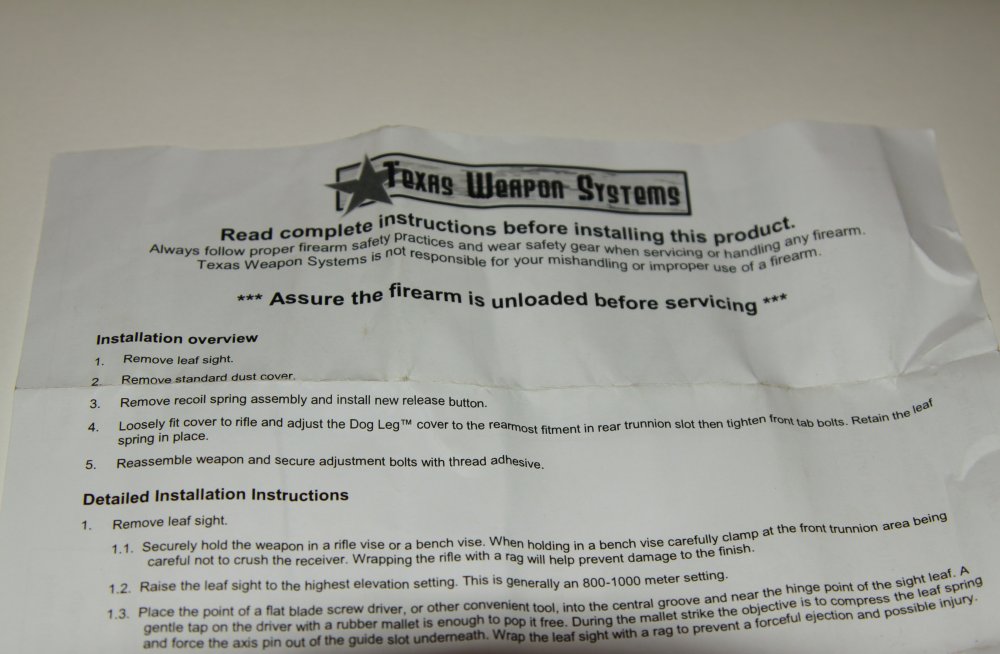 Texas Weapon Systems
Read complete instructions before installing this product.
Always follow proper firearm safety practices and wear safety gear when servicing or handling any firearm.
Texas Weapon Systems is not responsible for your mishandling or improper use of a firearm.
*** Assure the firearm is unloaded before servicing ***
Installation overview
1. Remove leaf sight.
2. Remove standard dust cover.
3. Remove recoil spring assembly and install new release button.
4. Loosely fit cover to rifle and adjust the Dog Leg™ cover to the rearmost fitment in rear trunnion slot then tighten front tab bolts. Retain the leaf
spring in place.
5. Reassemble weapon and secure adjustment bolts with thread adhesive.
Detailed Installation Instructions
1. Remove leaf sight.
1.1. Securely hold the weapon in a rifle vise or a bench vise. When holding in a bench vise carefully clamp at the front trunnion area being
careful not to crush the receiver. Wrapping the rifle with a rag will help prevent damage to the finish.
1.2. Raise the leaf sight to the highest elevation setting. This is generally an 800-1000 meter setting.
1.3. Place the point of a flat blade screw driver, or other convenient tool, into the central groove and near the hinge point of the sight leaf. A
gentle tap on the driver with a rubber mallet is enough to pop it free. During the mallet strike the objective is to compress the leaf spring
and force the axis pin out of the guide slot underneath. Wrap the leaf sight with a rag to prevent a forceful ejection and possible injury.